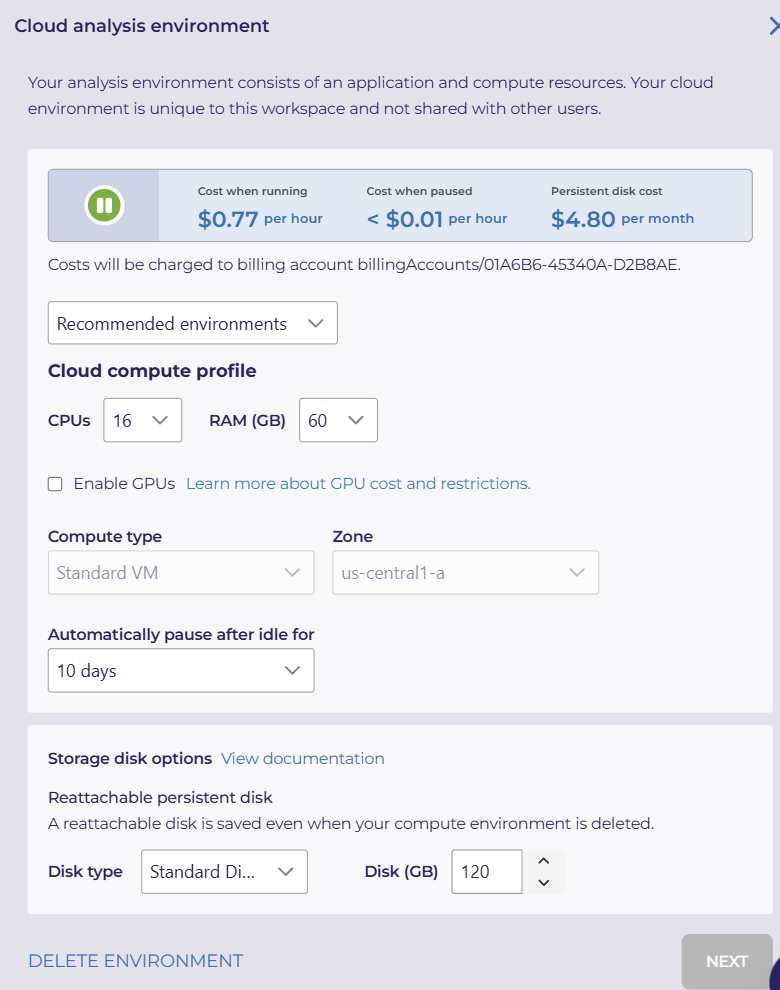 Cloud analysis environment
Your analysis environment consists of an application and compute resources. Your cloud
environment is unique to this workspace and not shared with other users.
Cost when running Cost when paused Persistent disk cost
$0.77 per hour < $0.01 per hour $4.80 per month
Costs will be charged to billing account billingAccounts/01A6B6-45340A-D2B8AE.
Recommended environments
Cloud compute profile
CPUs 16 RAM (GB) 60
Enable GPUs Learn more about GPU cost and restrictions.
Compute type Zone
Standard VM us-central1-a
Automatically pause after idle for
10 days
Storage disk options View documentation
Reattachable persistent disk
A reattachable disk is saved even when your compute environment is deleted.
Disk type Standard Di... Disk (GB) 120
DELETE ENVIRONMENT NEXT